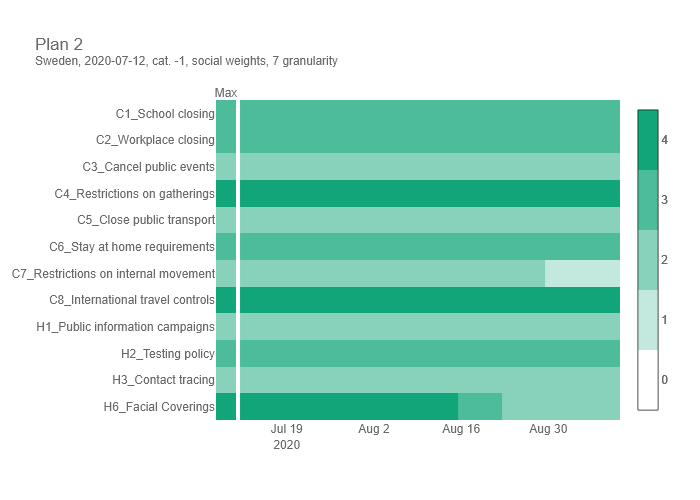 Plan 2
Sweden, 2020-07-12, cat. -1, social weights, 7 granularity
Max
C1_School closing
C2_Workplace closing
C3_Cancel public events
C4_Restrictions on gatherings
C5_Close public transport
C6_Stay at home requirements
C7_Restrictions on internal movement
C8_International travel controls
H1_Public information campaigns
H2_Testing policy
H3_Contact tracing
H6_Facial Coverings
Jul 19 Aug 2 Aug 16 Aug 30
2020
4
3
2
1
0